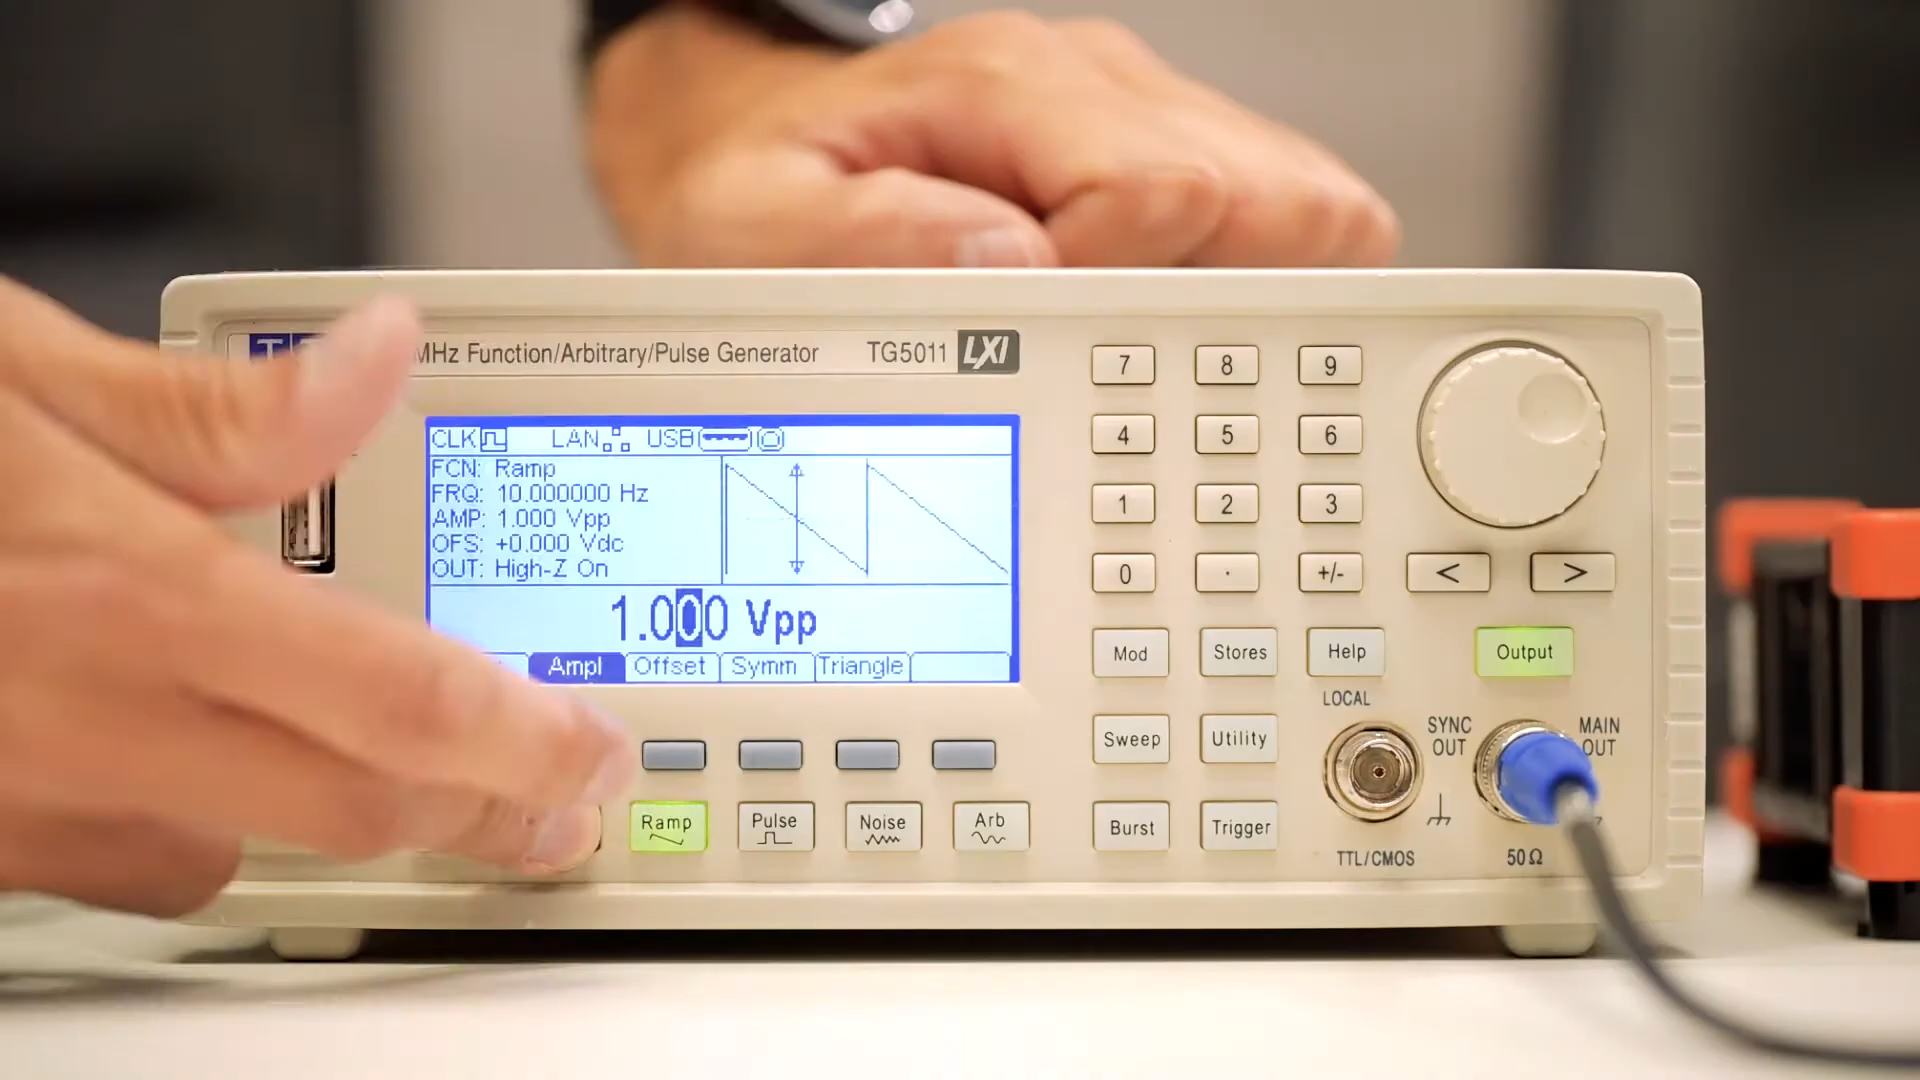 MHz Function/Arbitrary/Pulse Generator TG5011 LXI
CLK LAN USB
FCN: Ramp
FRQ: 10.000000 Hz
AMP: 1.000 Vpp
OFS: +0.000 Vdc
OUT: High-Z On
1.000 Vpp
Ampl Offset Symm Triangle
Ramp Pulse Noise Arb
7 8 9
4 5 6
1 2 3
0 . +/- < >
Mod Stores Help Output
LOCAL
Sweep Utility
SYNC OUT
MAIN OUT
Burst Trigger
TTL/CMOS 50Ω